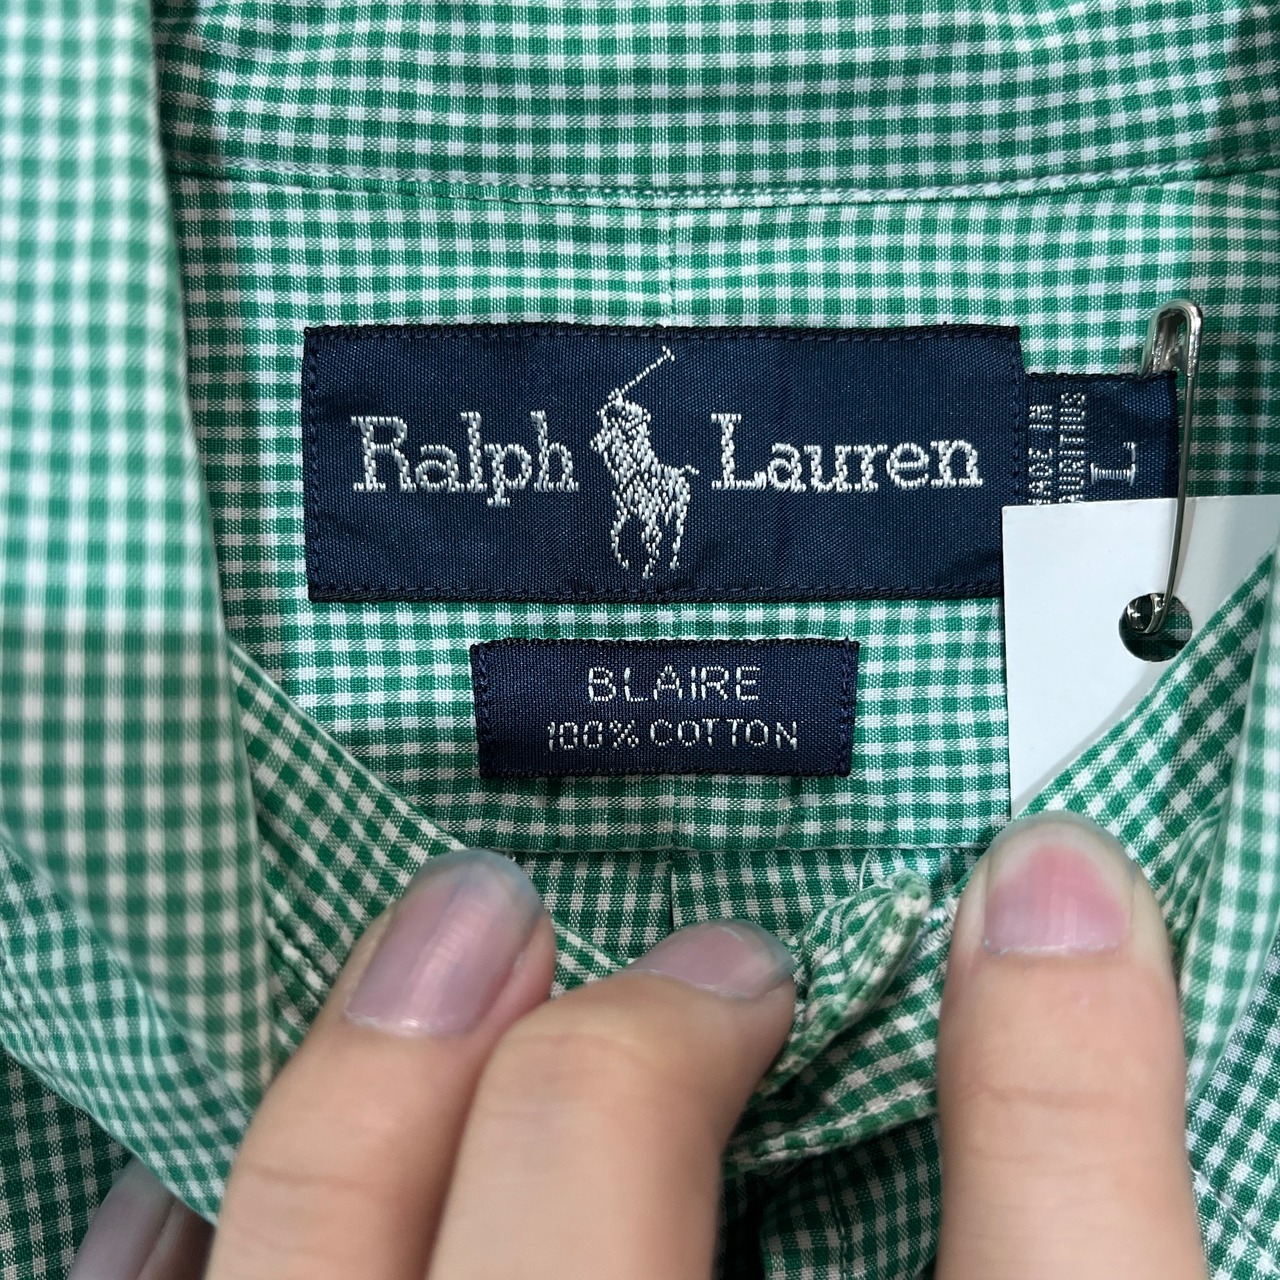 Ralph Lauren
MADE IN
MAURITIUS
L
BLAIRE
100% COTTON